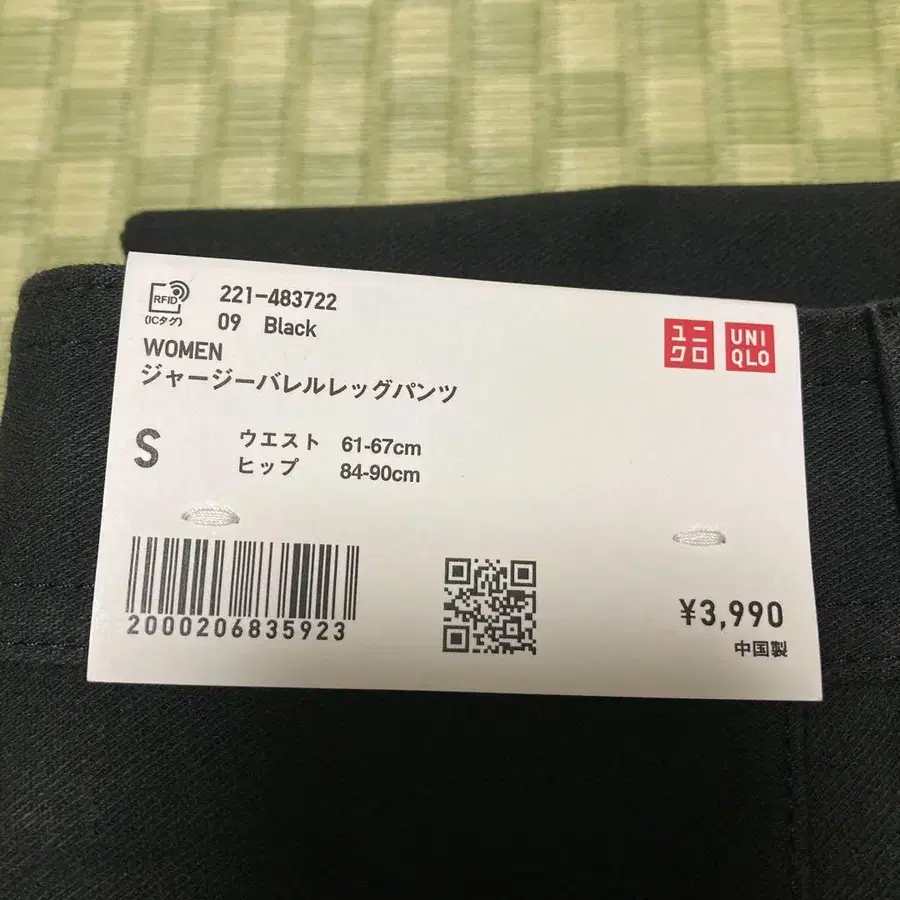 RFID
(ICタグ)
221-483722
09 Black
WOMEN
ジャージーバレルレッグパンツ
ユニクロ
UNIQLO
S
ウエスト 61-67cm
ヒップ 84-90cm
2000206835923
¥3,990
中国製